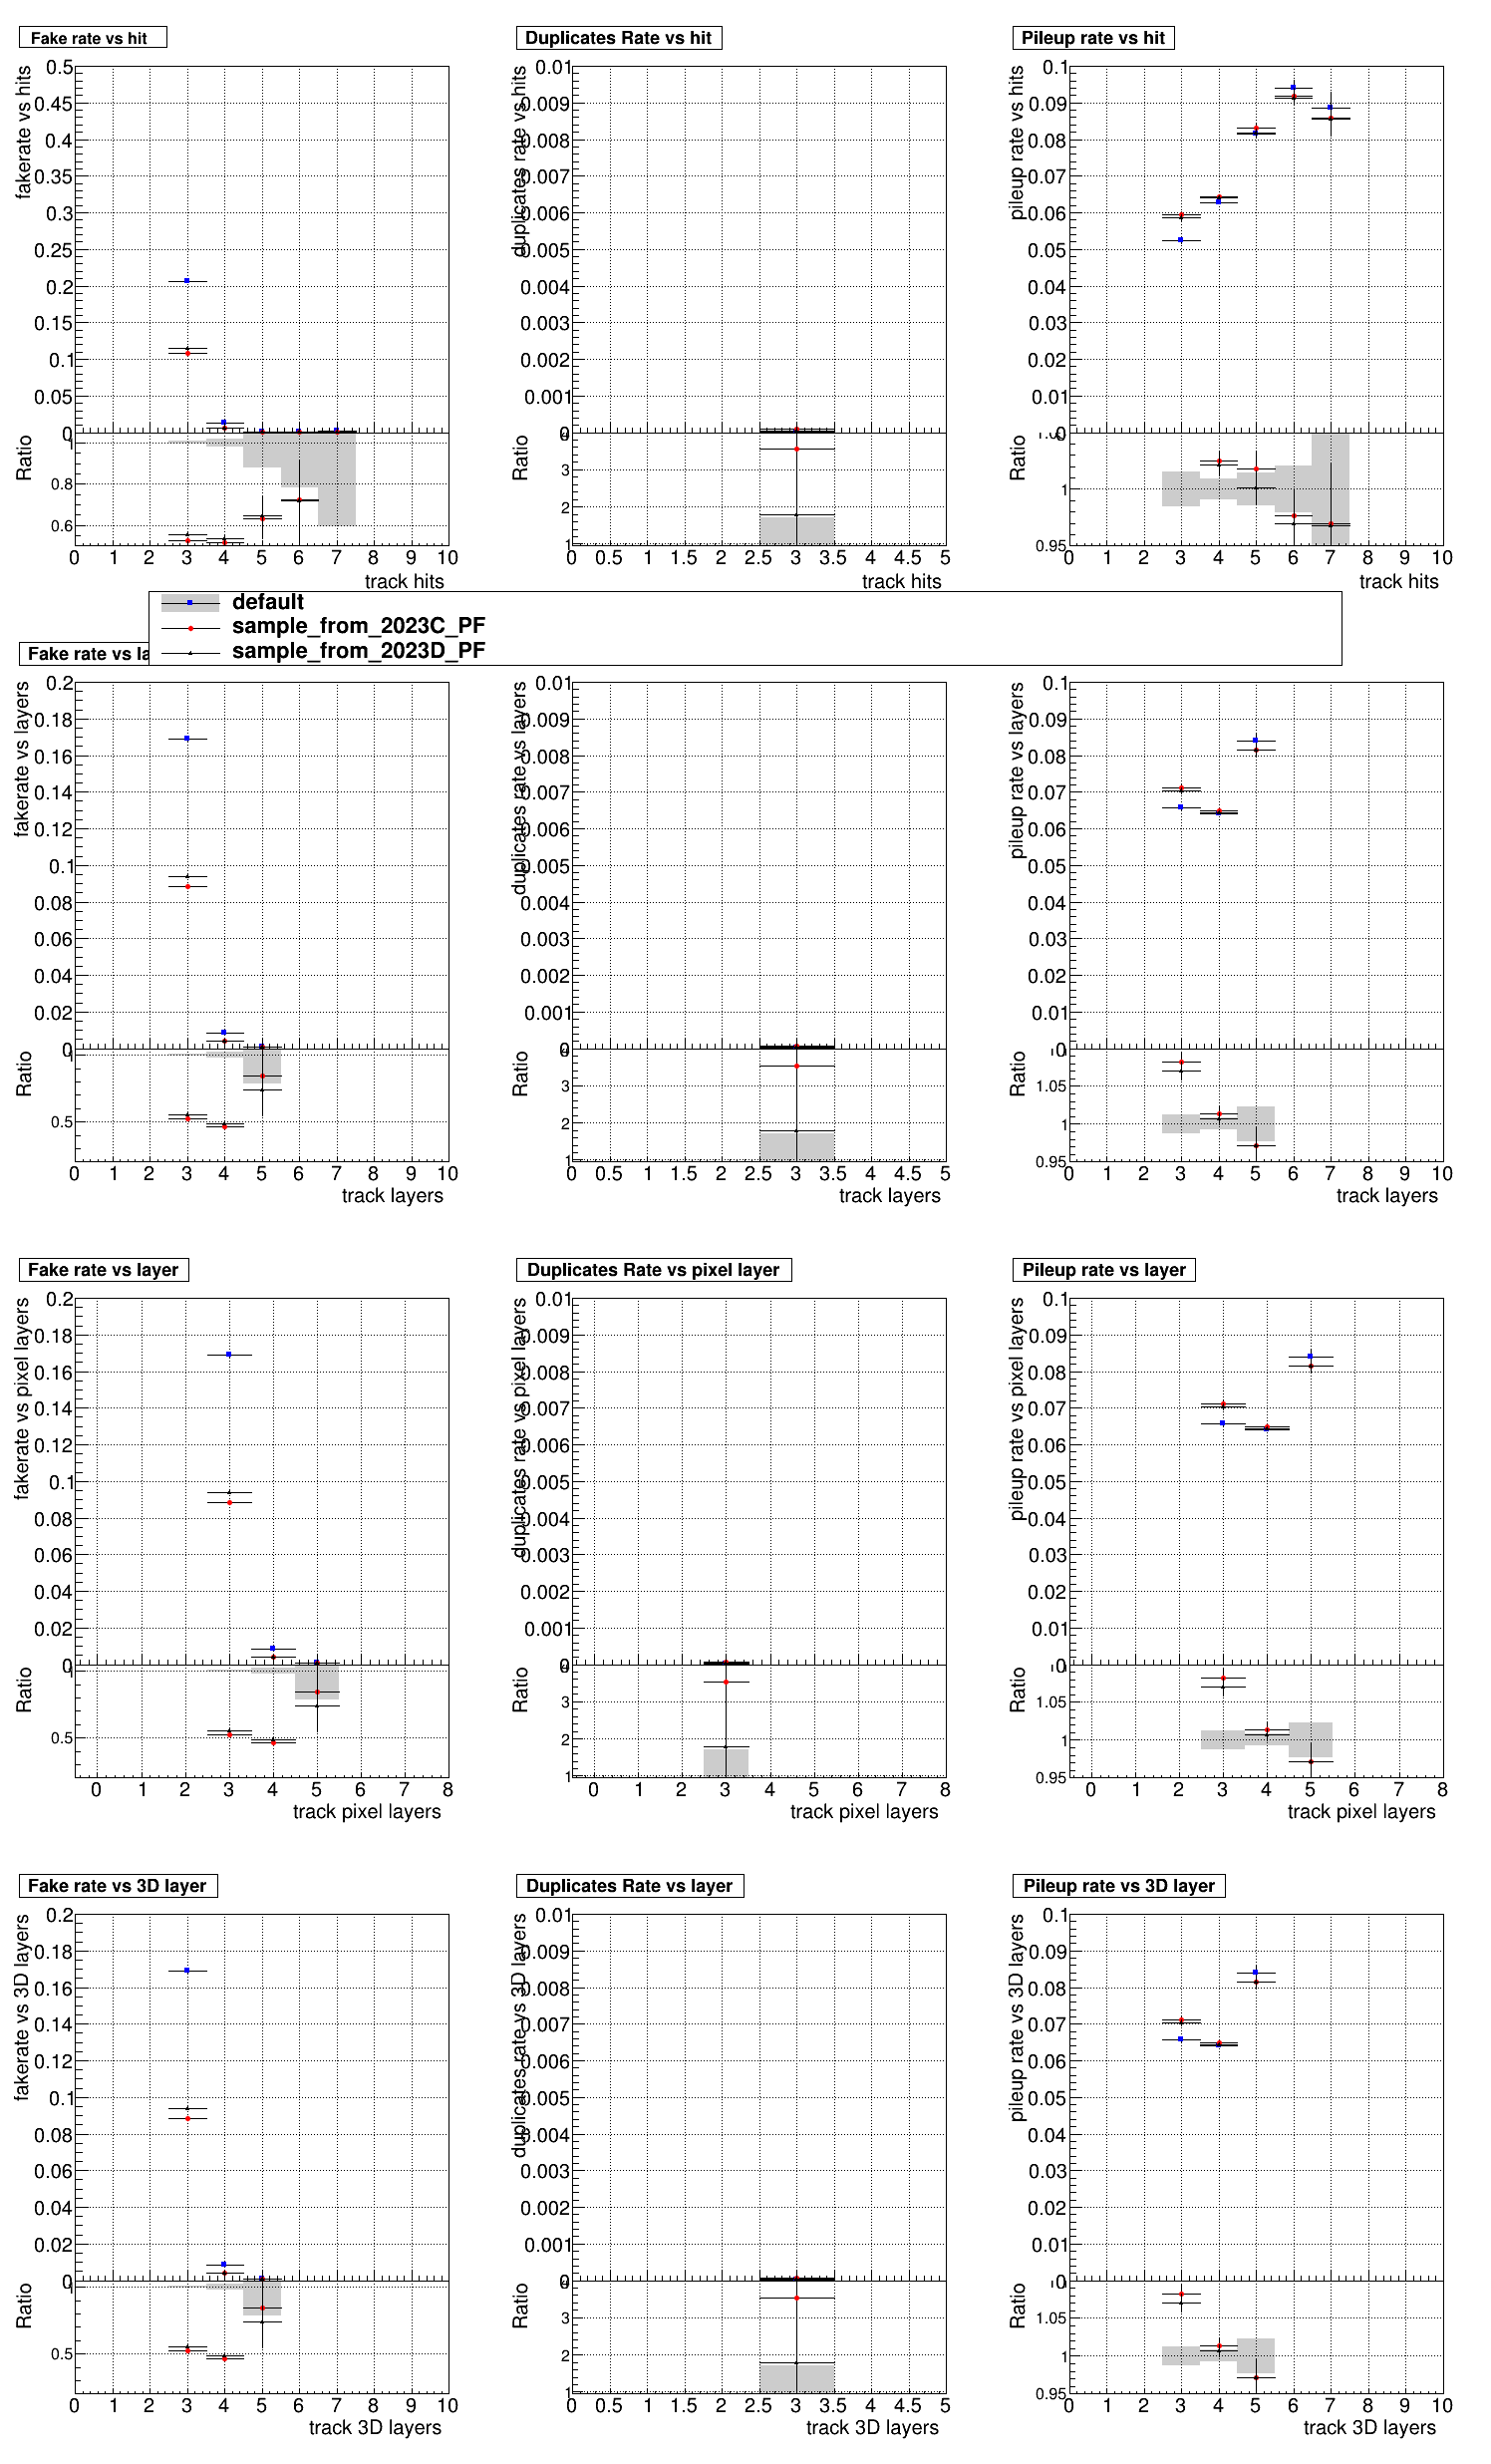 Fake rate vs hit
Duplicates Rate vs hit
Pileup rate vs hit
fakerate vs hits
0.5
0.45
0.4
0.35
0.3
0.25
0.2
0.15
0.1
0.05
0
Ratio
0.8
0.6
0 1 2 3 4 5 6 7 8 9 10
track hits
duplicates rate vs hits
0.01
0.009
0.008
0.007
0.006
0.005
0.004
0.003
0.002
0.001
0
Ratio
3
2
1
0 0.5 1 1.5 2 2.5 3 3.5 4 4.5 5
track hits
pileup rate vs hits
0.1
0.09
0.08
0.07
0.06
0.05
0.04
0.03
0.02
0.01
0
Ratio
1
0.95
0 1 2 3 4 5 6 7 8 9 10
track hits
default
sample_from_2023C_PF
sample_from_2023D_PF
Fake rate vs la
fakerate vs layers
0.2
0.18
0.16
0.14
0.12
0.1
0.08
0.06
0.04
0.02
0
Ratio
0.5
0 1 2 3 4 5 6 7 8 9 10
track layers
duplicates rate vs layers
0.01
0.009
0.008
0.007
0.006
0.005
0.004
0.003
0.002
0.001
0
Ratio
3
2
1
0 0.5 1 1.5 2 2.5 3 3.5 4 4.5 5
track layers
pileup rate vs layers
0.1
0.09
0.08
0.07
0.06
0.05
0.04
0.03
0.02
0.01
0
Ratio
1.05
1
0.95
0 1 2 3 4 5 6 7 8 9 10
track layers
Fake rate vs layer
Duplicates Rate vs pixel layer
Pileup rate vs layer
fakerate vs pixel layers
0.2
0.18
0.16
0.14
0.12
0.1
0.08
0.06
0.04
0.02
0
Ratio
0.5
0 1 2 3 4 5 6 7 8
track pixel layers
duplicates rate vs pixel layers
0.01
0.009
0.008
0.007
0.006
0.005
0.004
0.003
0.002
0.001
0
Ratio
3
2
1
0 1 2 3 4 5 6 7 8
track pixel layers
pileup rate vs pixel layers
0.1
0.09
0.08
0.07
0.06
0.05
0.04
0.03
0.02
0.01
0
Ratio
1.05
1
0.95
0 1 2 3 4 5 6 7 8
track pixel layers
Fake rate vs 3D layer
Duplicates Rate vs layer
Pileup rate vs 3D layer
fakerate vs 3D layers
0.2
0.18
0.16
0.14
0.12
0.1
0.08
0.06
0.04
0.02
0
Ratio
0.5
0 1 2 3 4 5 6 7 8 9 10
track 3D layers
duplicates rate vs 3D layers
0.01
0.009
0.008
0.007
0.006
0.005
0.004
0.003
0.002
0.001
0
Ratio
3
2
1
0 0.5 1 1.5 2 2.5 3 3.5 4 4.5 5
track 3D layers
pileup rate vs 3D layers
0.1
0.09
0.08
0.07
0.06
0.05
0.04
0.03
0.02
0.01
0
Ratio
1.05
1
0.95
0 1 2 3 4 5 6 7 8 9 10
track 3D layers